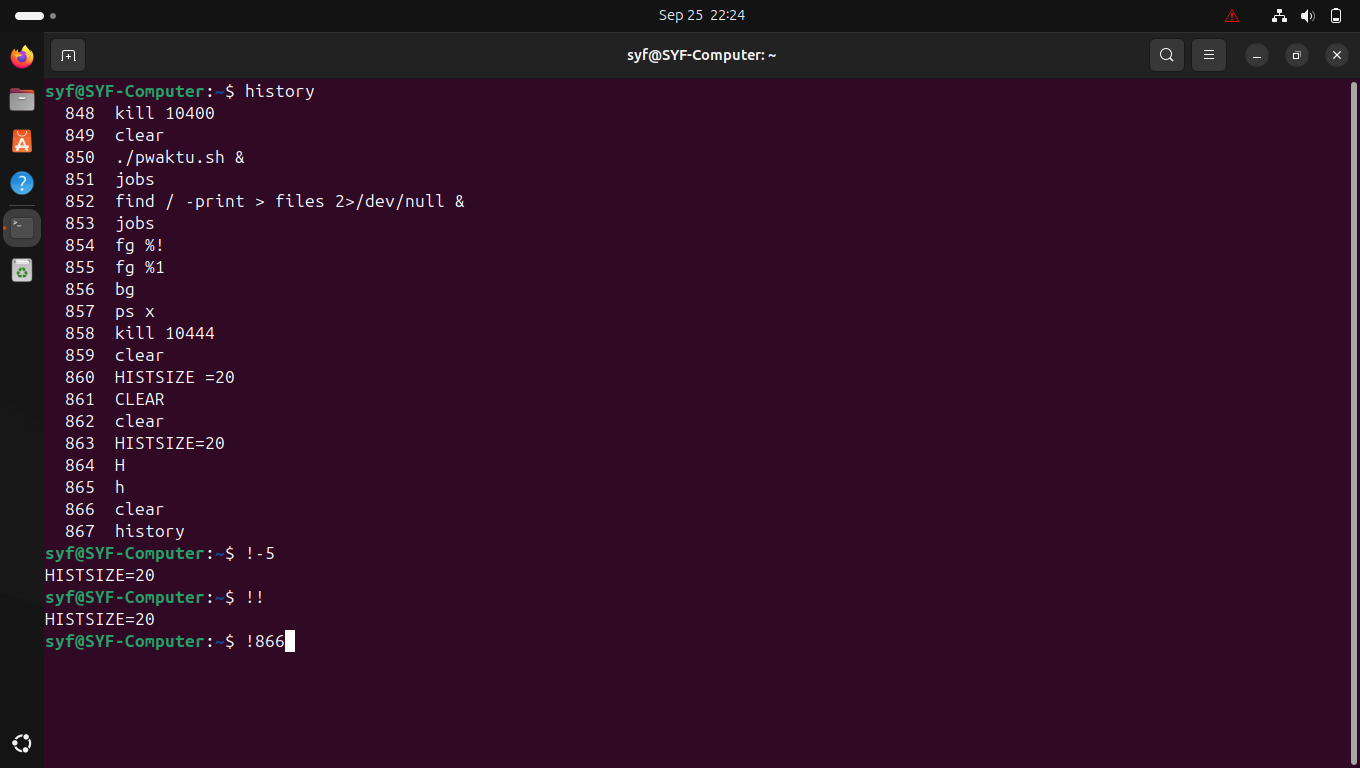 Sep 25 22:24
syf@SYF-Computer: ~
syf@SYF-Computer:~$ history
848 kill 10400
849 clear
850 ./pwaktu.sh &
851 jobs
852 find / -print > files 2>/dev/null &
853 jobs
854 fg %!
855 fg %1
856 bg
857 ps x
858 kill 10444
859 clear
860 HISTSIZE =20
861 CLEAR
862 clear
863 HISTSIZE=20
864 H
865 h
866 clear
867 history
syf@SYF-Computer:~$ !-5
HISTSIZE=20
syf@SYF-Computer:~$ !!
HISTSIZE=20
syf@SYF-Computer:~$ !866